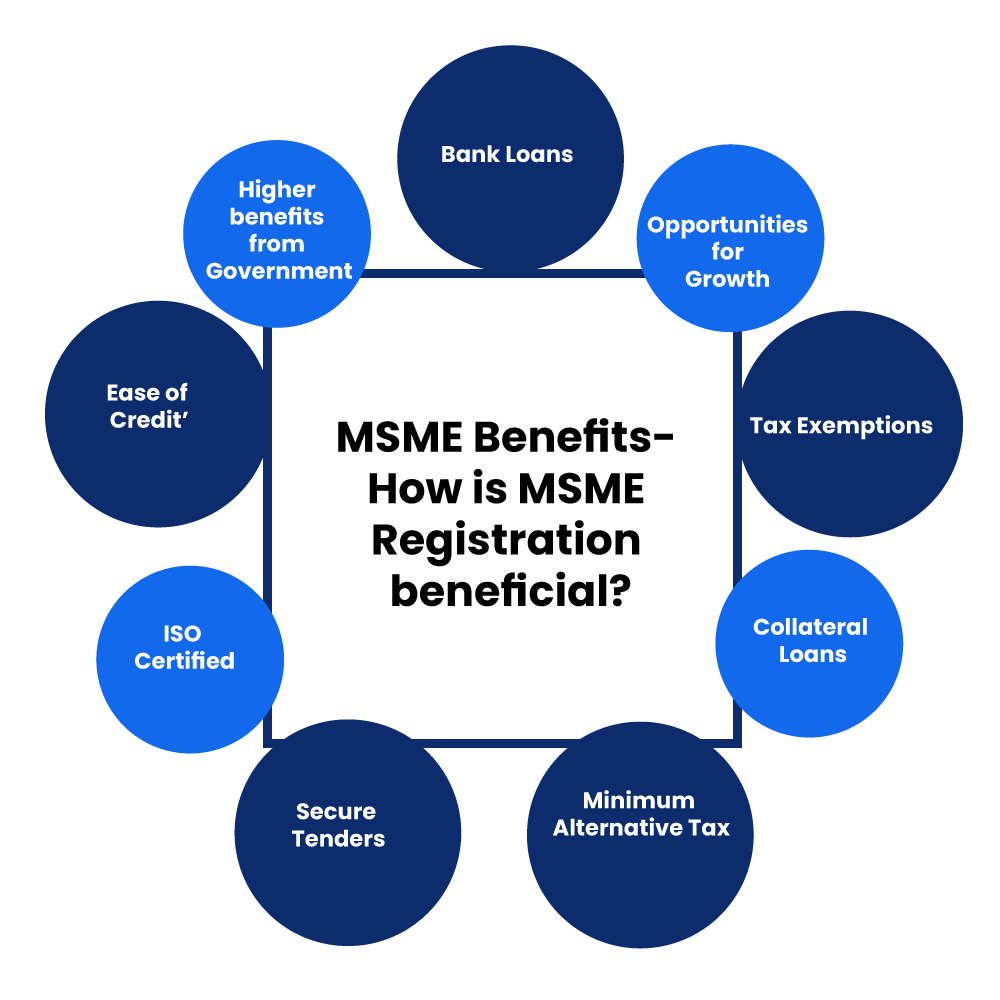 Bank Loans
Higher
benefits
from
Government
Opportunities
for
Growth
Ease of
Credit’
Tax Exemptions
MSME Benefits-
How is MSME
Registration
beneficial?
ISO
Certified
Collateral
Loans
Secure
Tenders
Minimum
Alternative Tax